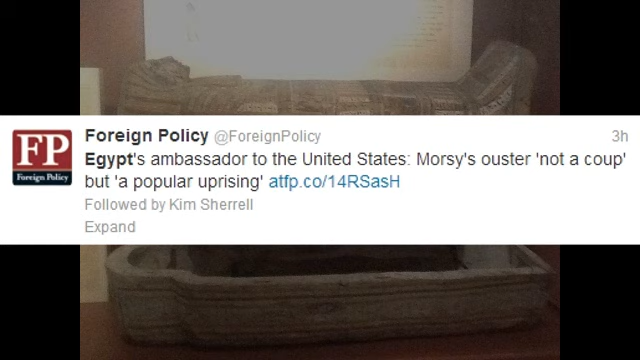 FP
Foreign Policy
Foreign Policy @ForeignPolicy 3h
Egypt's ambassador to the United States: Morsy's ouster 'not a coup'
but 'a popular uprising' atfp.co/14RSasH
Followed by Kim Sherrell
Expand